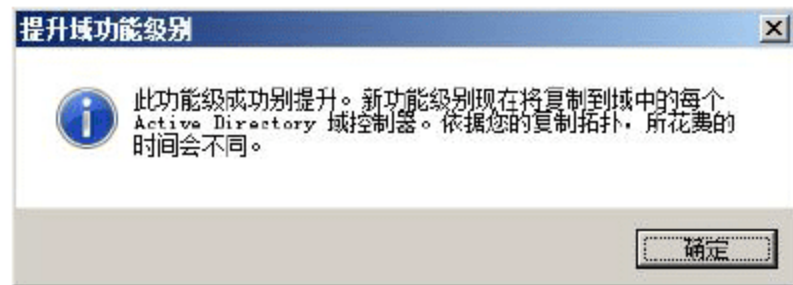 提升域功能级别
此功能级成功别提升。新功能级别现在将复制到域中的每个
Active Directory 域控制器。依据您的复制拓扑，所花费的
时间会不同。
确定